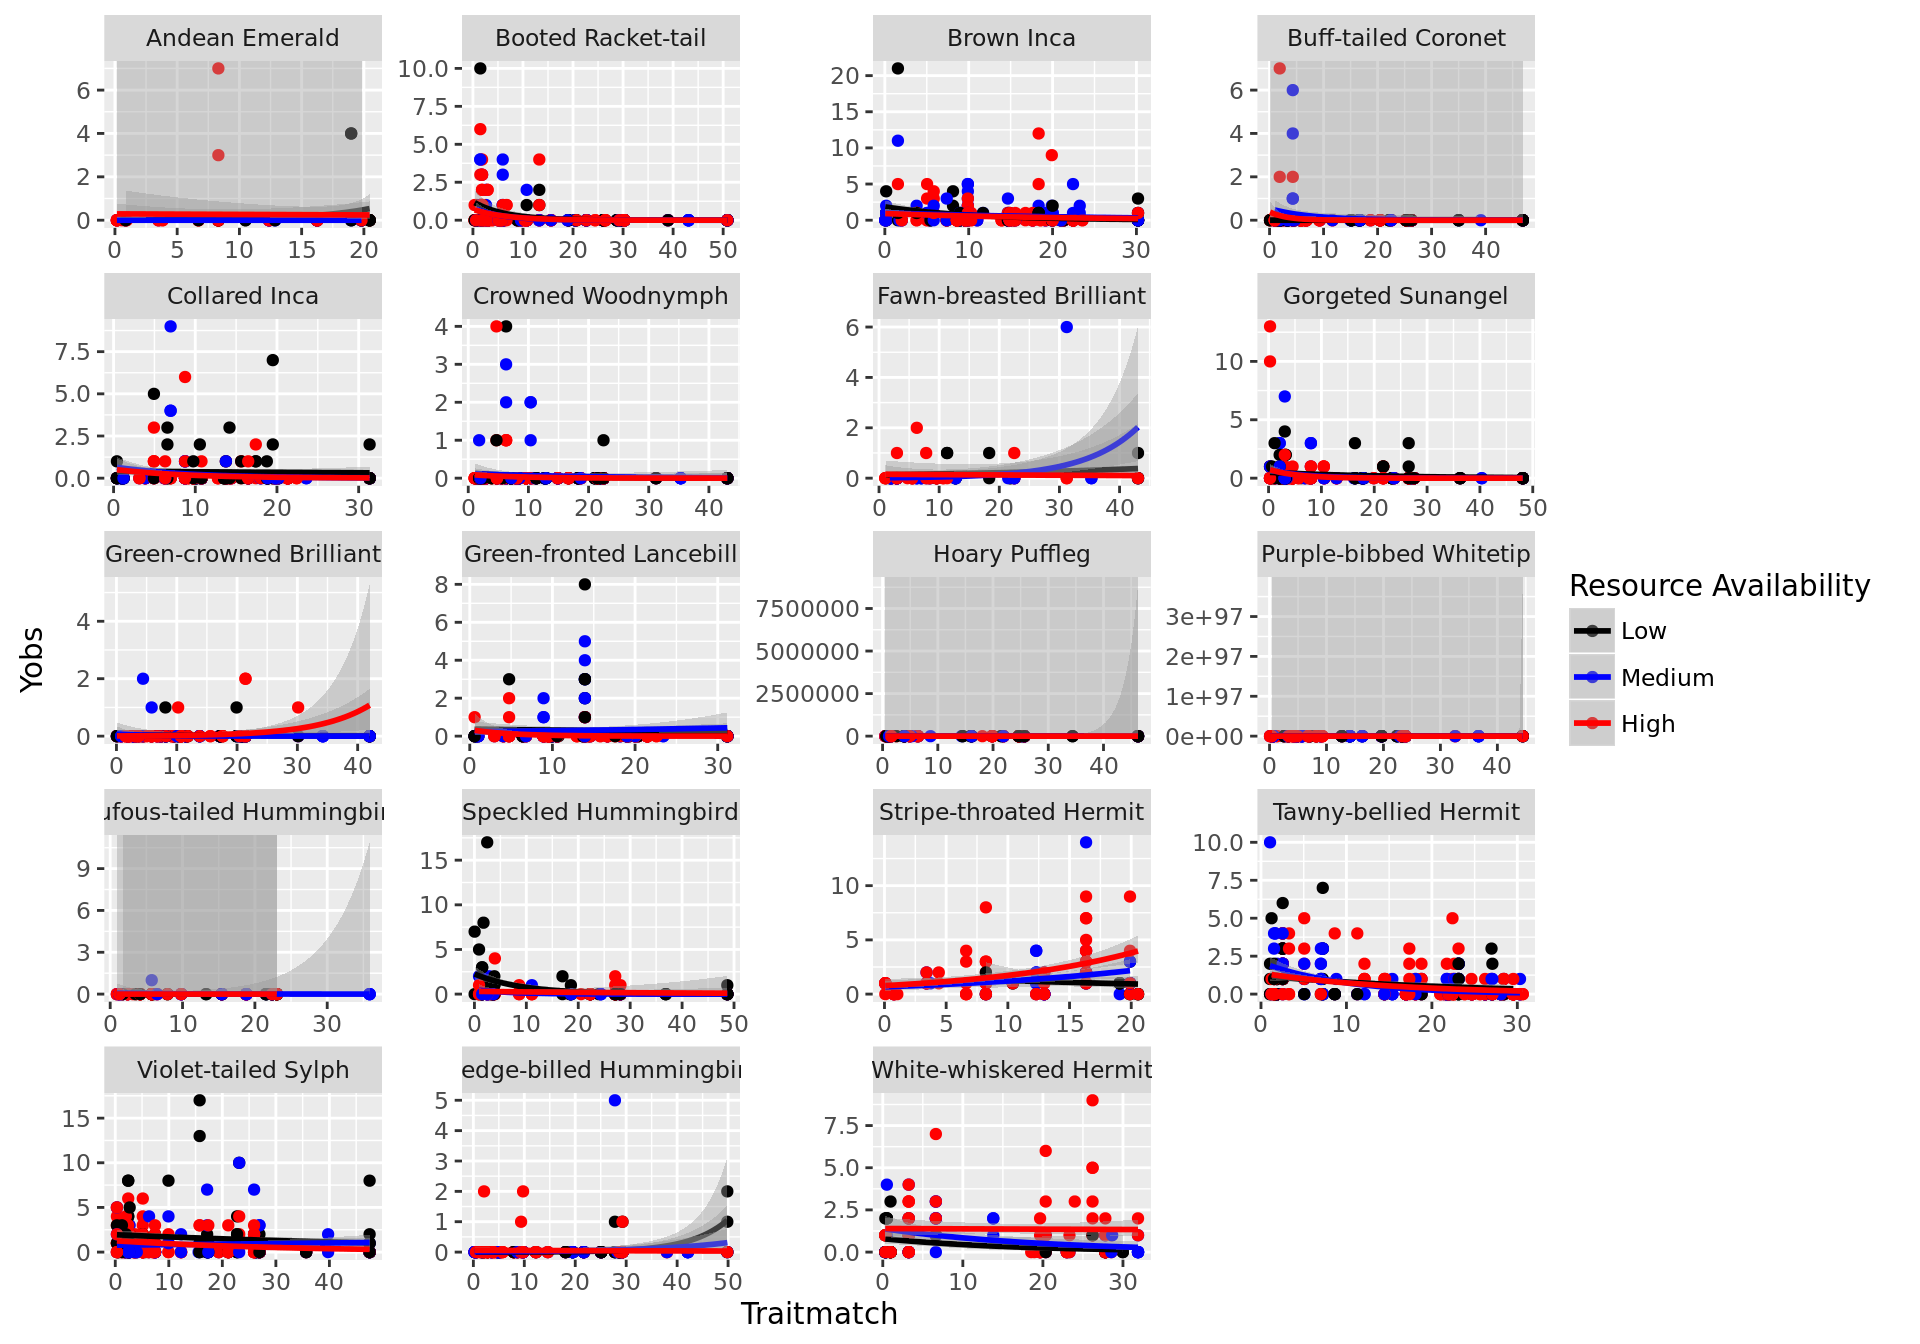 Andean Emerald
Booted Racket-tail
Brown Inca
Buff-tailed Coronet
6
4
2
0
0 5 10 15 20
10.0
7.5
5.0
2.5
0.0
0 10 20 30 40 50
20
15
10
5
0
0 10 20 30
6
4
2
0
0 10 20 30 40
Collared Inca
Crowned Woodnymph
Fawn-breasted Brilliant
Gorgeted Sunangel
7.5
5.0
2.5
0.0
0 10 20 30
4
3
2
1
0
0 10 20 30 40
6
4
2
0
0 10 20 30 40
10
5
0
0 10 20 30 40 50
Green-crowned Brilliant
Green-fronted Lancebill
Hoary Puffleg
Purple-bibbed Whitetip
4
2
0
0 10 20 30 40
8
6
4
2
0
0 10 20 30
7500000
5000000
2500000
0
0 10 20 30 40
3e+97
2e+97
1e+97
0e+00
0 10 20 30 40
ufous-tailed Hummingbir
Speckled Hummingbird
Stripe-throated Hermit
Tawny-bellied Hermit
9
6
3
0
0 10 20 30
15
10
5
0
0 10 20 30 40 50
10
5
0
0 5 10 15 20
10.0
7.5
5.0
2.5
0.0
0 10 20 30
Violet-tailed Sylph
edge-billed Hummingbir
White-whiskered Hermit
15
10
5
0
0 10 20 30 40
5
4
3
2
1
0
0 10 20 30 40 50
7.5
5.0
2.5
0.0
0 10 20 30
Traitmatch
Yobs
Resource Availability
Low
Medium
High